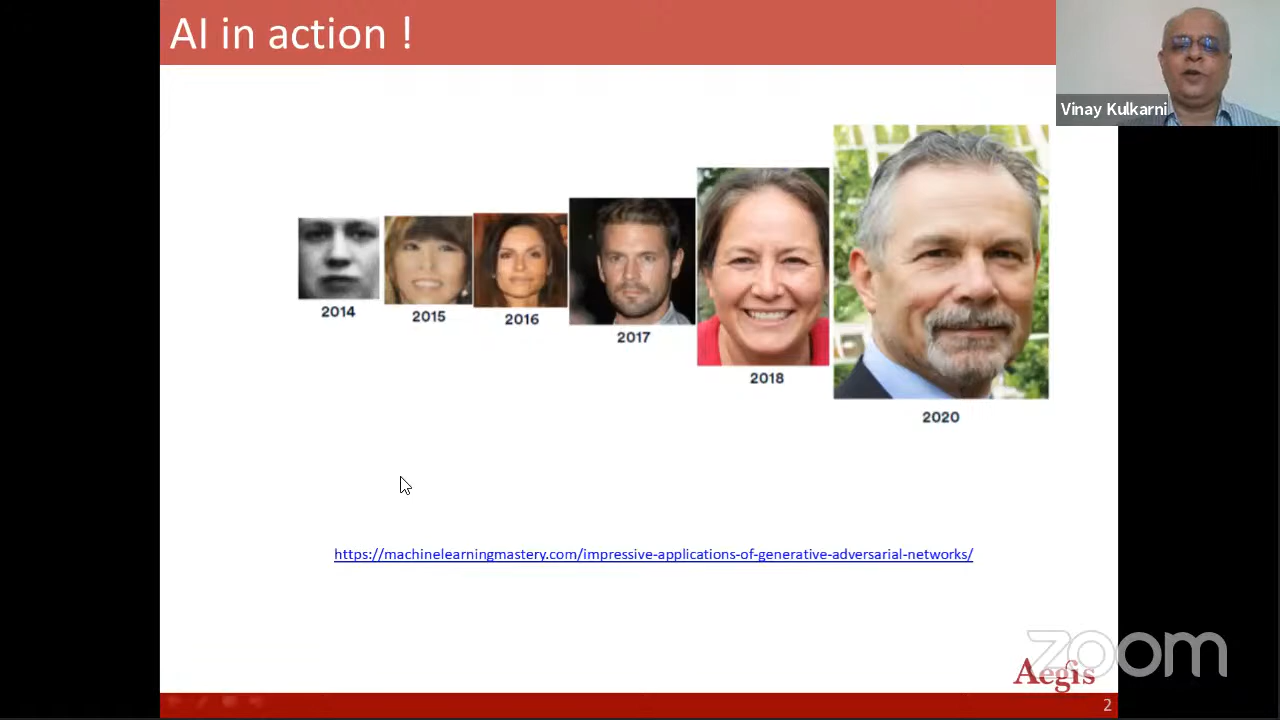 AI in action !
Vinay Kulkarni
2014
2015
2016
2017
2018
2020
https://machinelearningmastery.com/impressive-applications-of-generative-adversarial-networks/
zoom
Aegis
2